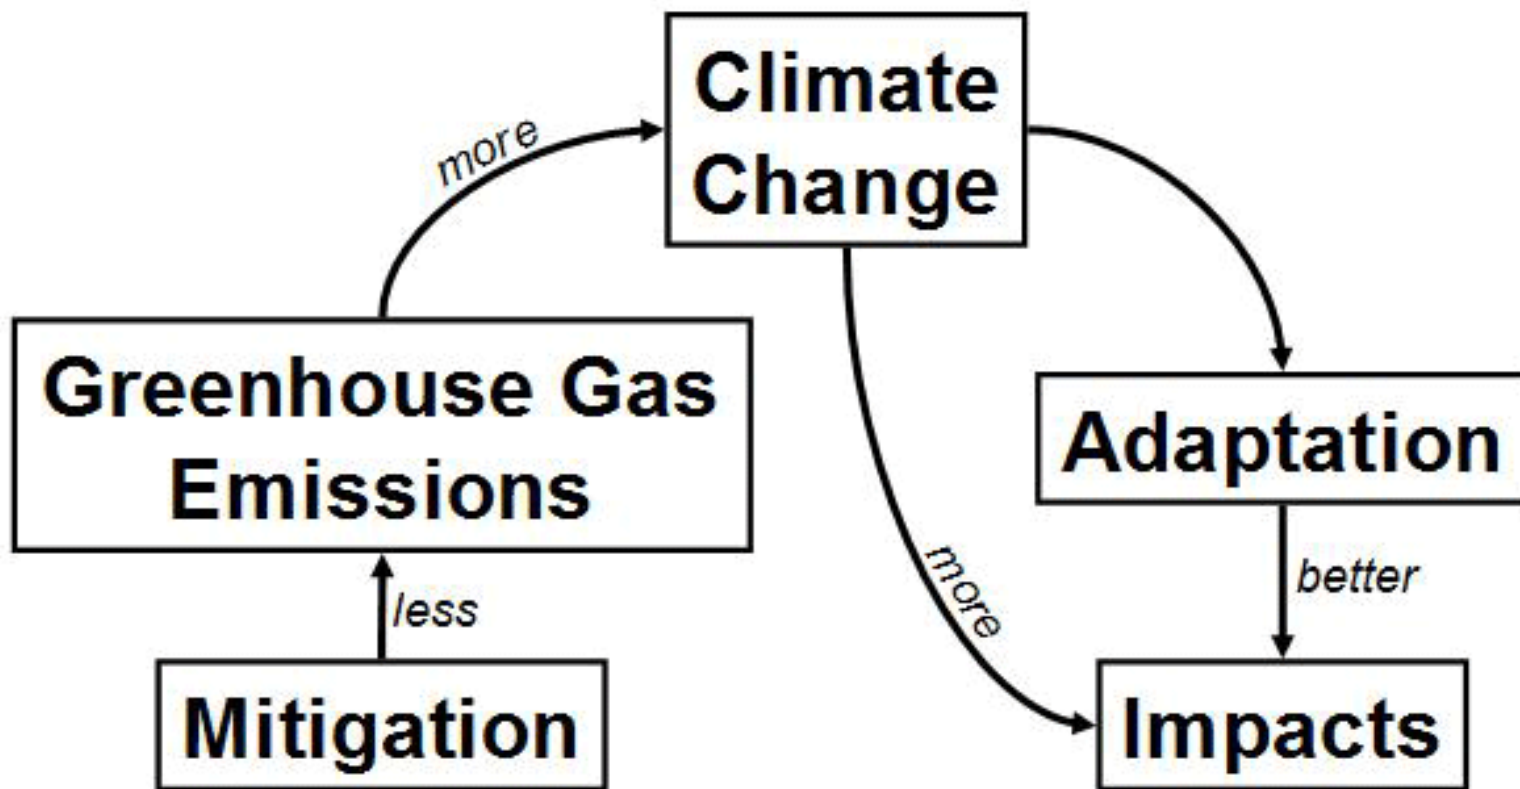 Climate
Change
more
Greenhouse Gas
Emissions
Adaptation
more
better
less
Mitigation
Impacts